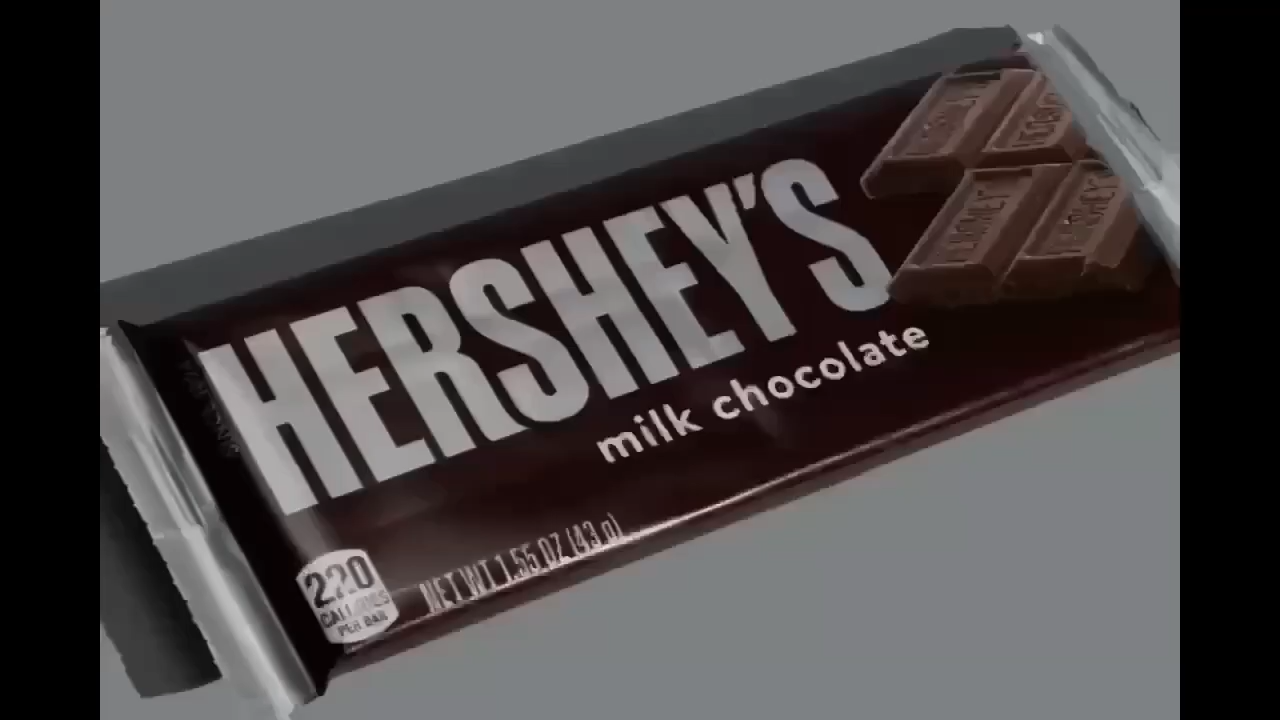 HERSHEY'S
milk chocolate
NET WT 1.55 OZ (43 g)
220
CALORIES
PER BAR